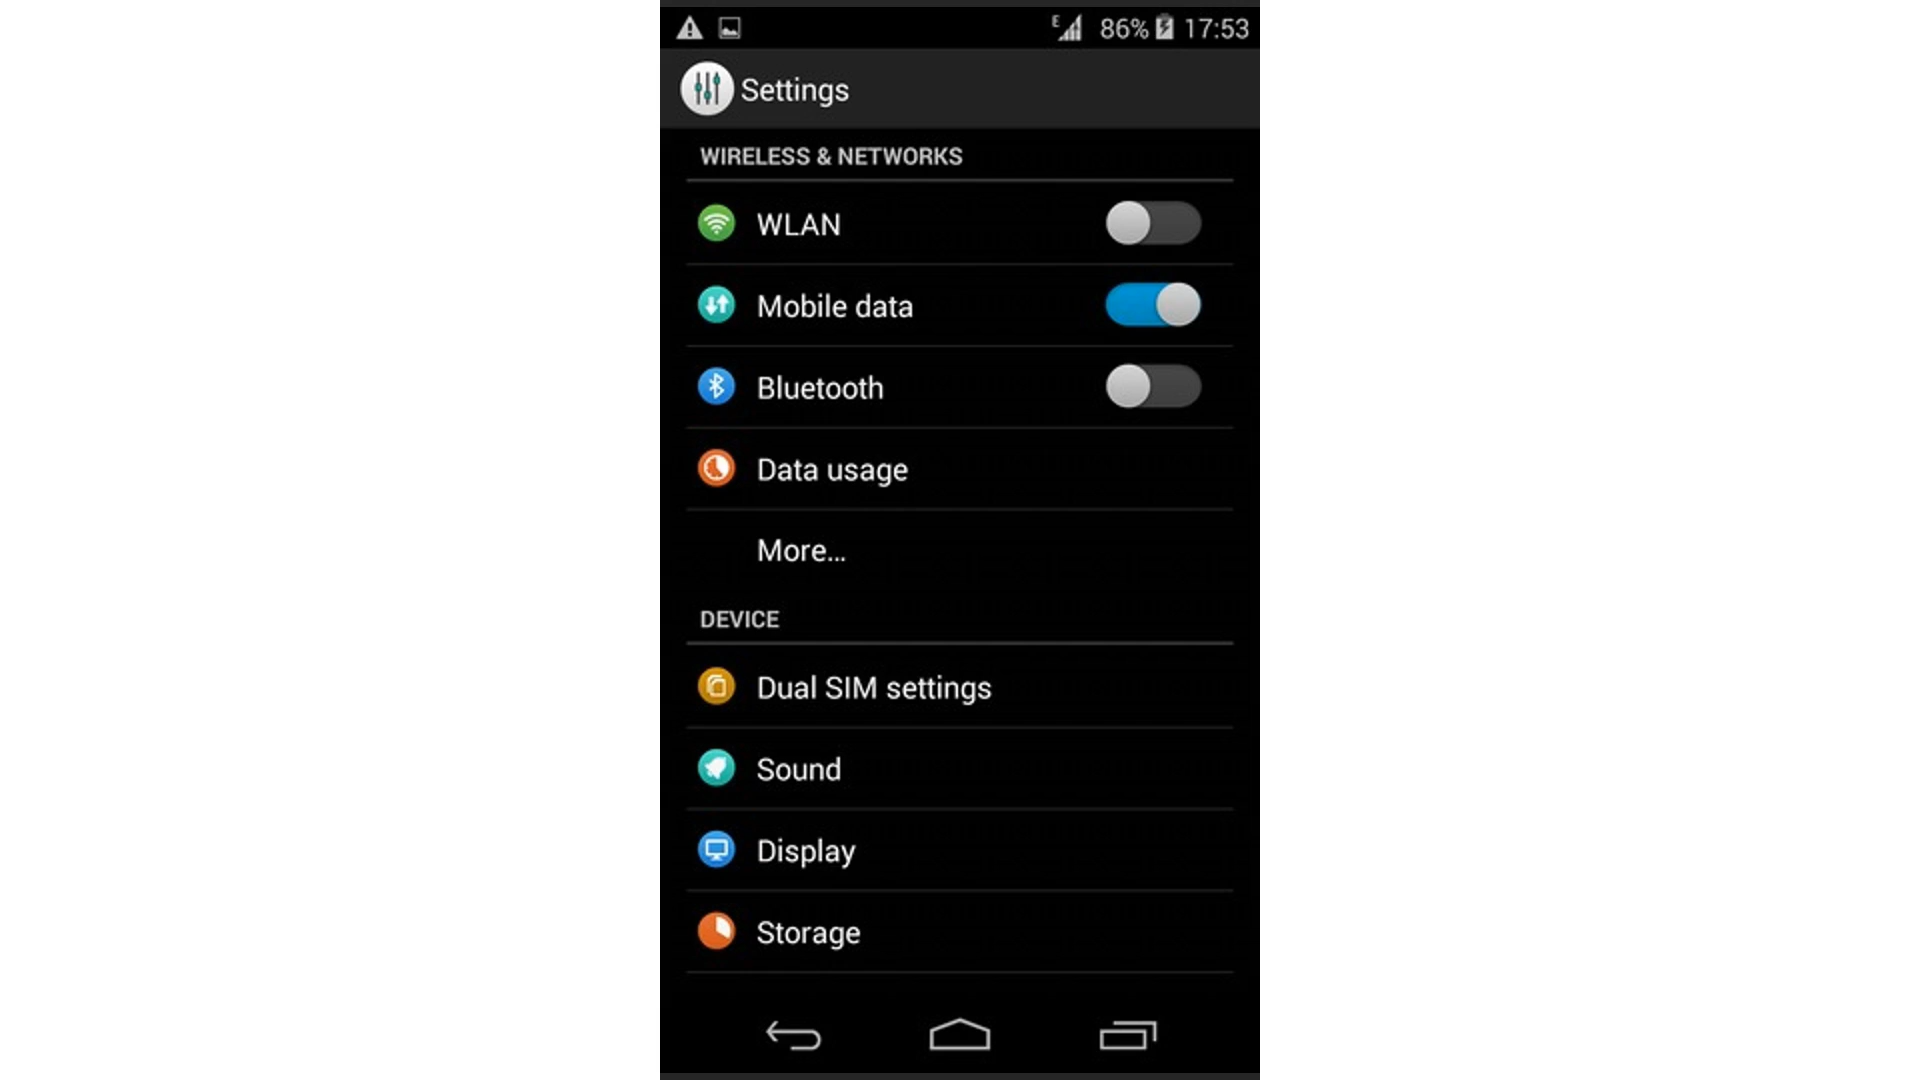 E 86% 17:53
Settings
WIRELESS & NETWORKS
WLAN
Mobile data
Bluetooth
Data usage
More...
DEVICE
Dual SIM settings
Sound
Display
Storage